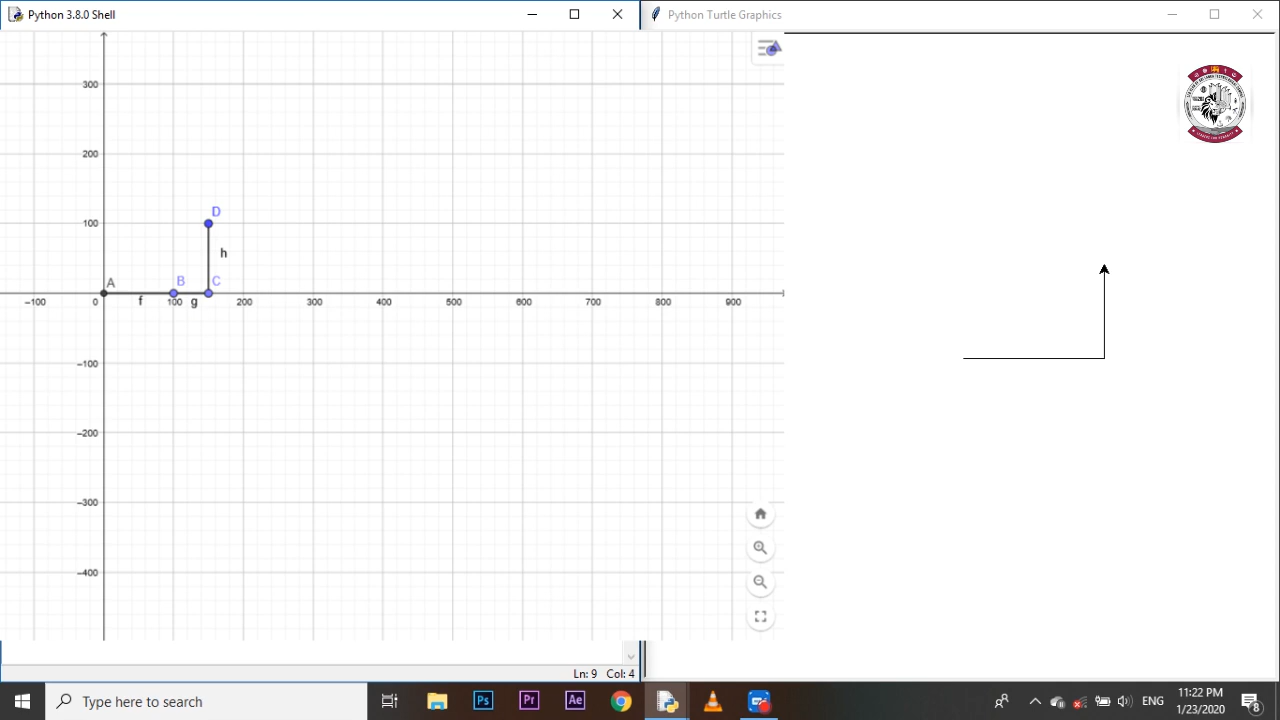 Python 3.8.0 Shell
Python Turtle Graphics
300
200
100
D
h
A
B
C
-100
0
f
100
g
200
300
400
500
600
700
800
900
-100
-200
-300
-400
Ln: 9 Col: 4
Type here to search
Ps
Pr
Ae
ENG
11:22 PM
1/23/2020
8